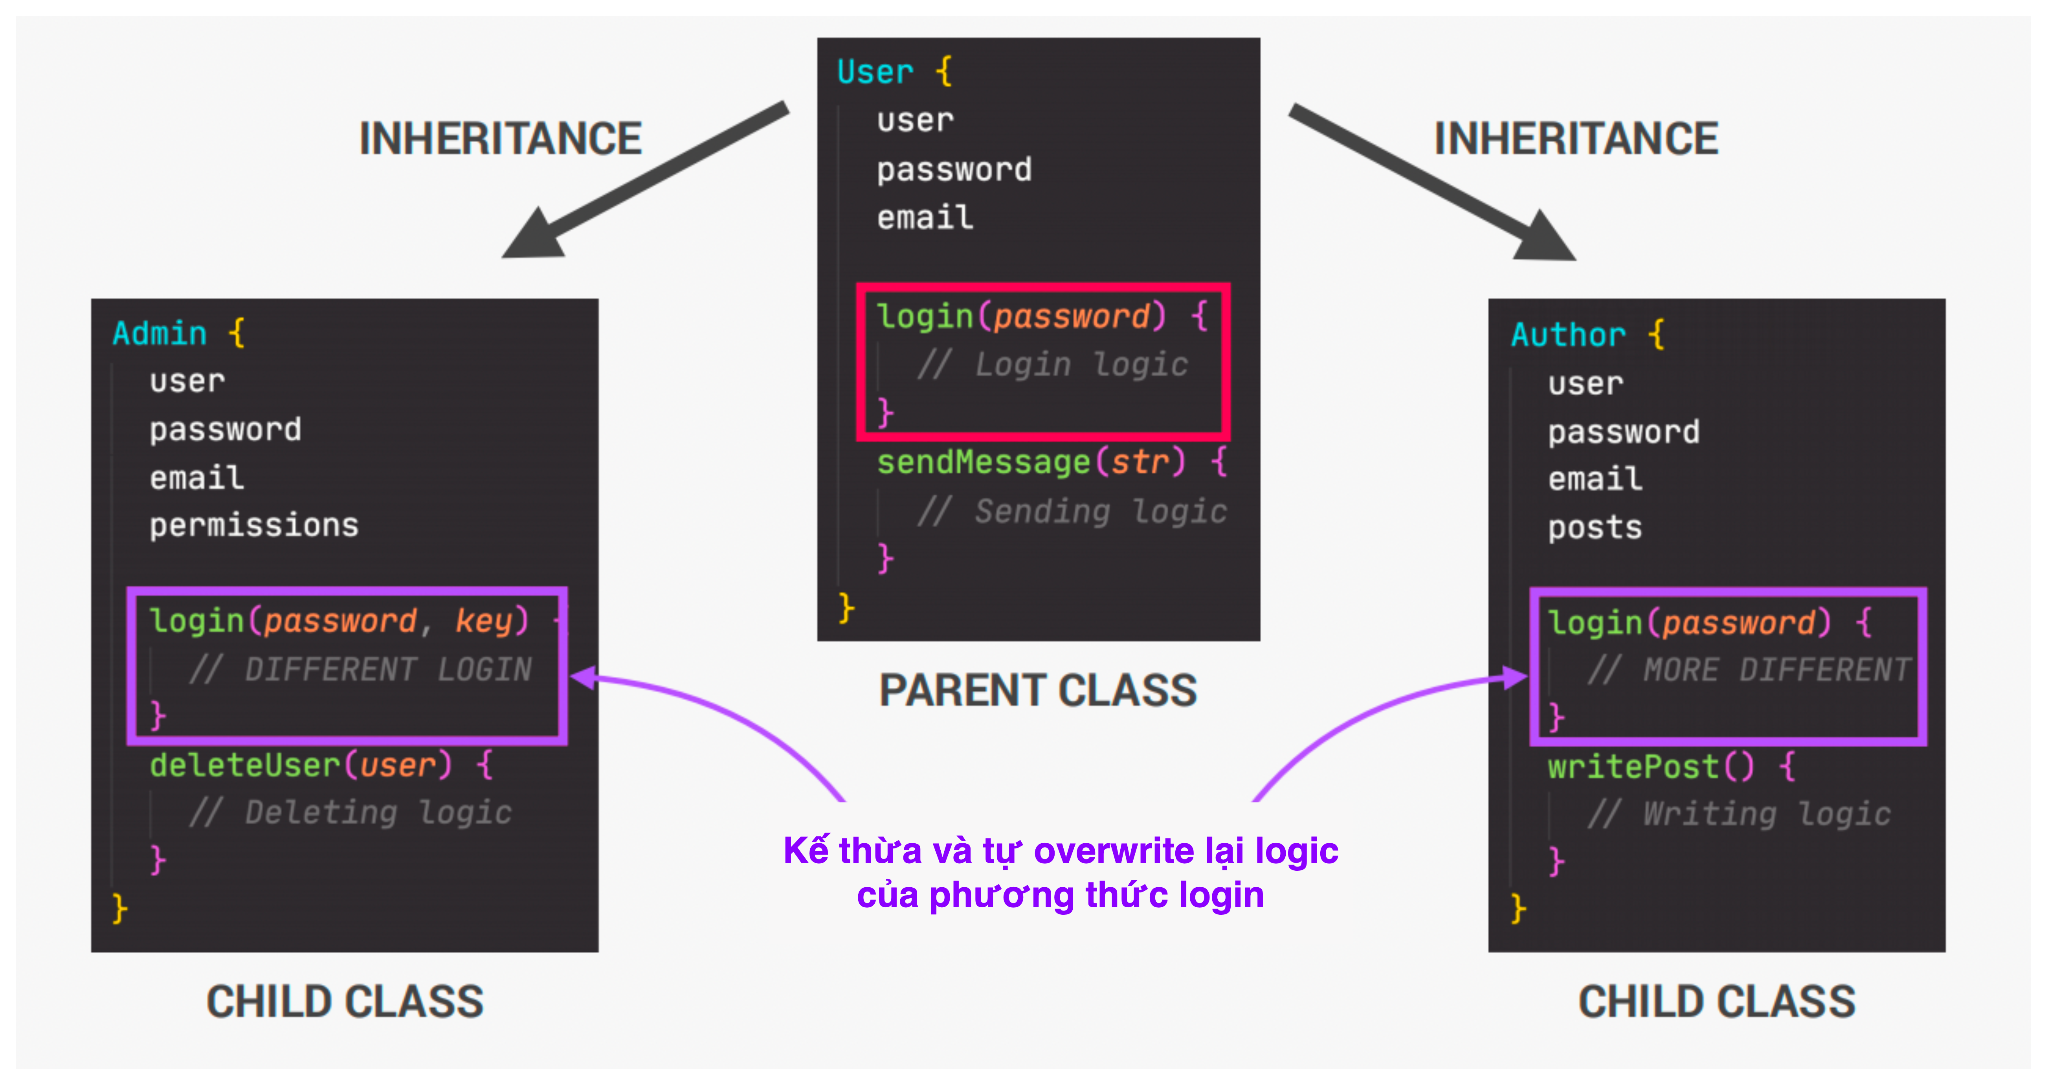 User {
user
password
email
login(password) {
// Login logic
}
sendMessage(str) {
// Sending logic
}
}
PARENT CLASS
INHERITANCE
INHERITANCE
Admin {
user
password
email
permissions
login(password, key) {
// DIFFERENT LOGIN
}
deleteUser(user) {
// Deleting logic
}
}
CHILD CLASS
Author {
user
password
email
posts
login(password) {
// MORE DIFFERENT
}
writePost() {
// Writing logic
}
}
CHILD CLASS
Kế thừa và tự overwrite lại logic
của phương thức login